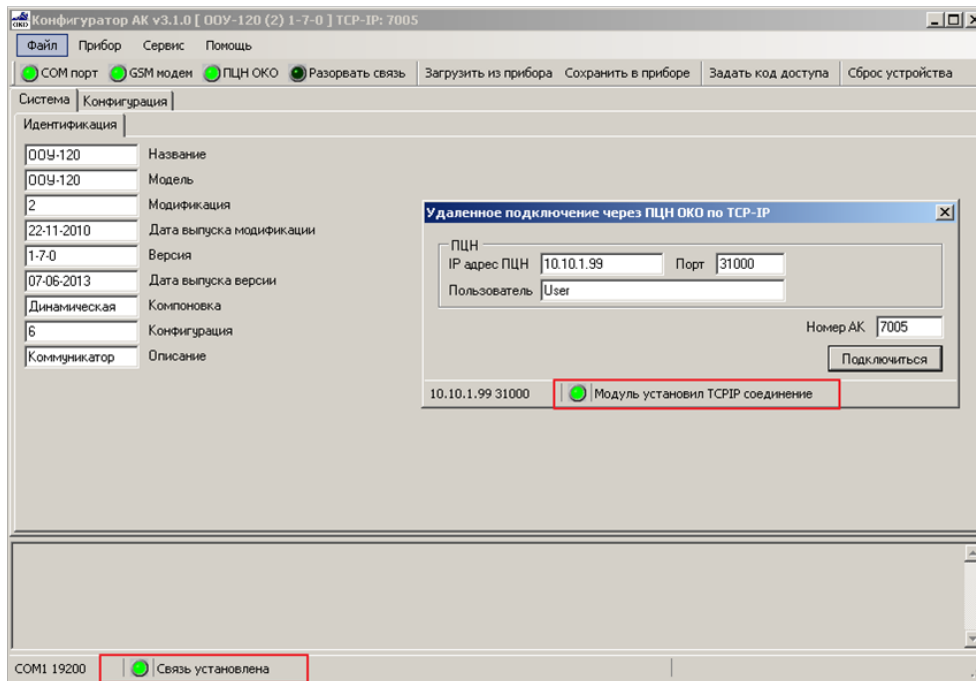 Конфигуратор АК v3.1.0 [ ООУ-120 (2) 1-7-0 ] TCP-IP: 7005
Файл Прибор Сервис Помощь
COM порт GSM модем ПЦН ОКО Разорвать связь Загрузить из прибора Сохранить в приборе Задать код доступа Сброс устройства
Система Конфигурация
Идентификация
ООУ-120 Название
ООУ-120 Модель
2 Модификация
22-11-2010 Дата выпуска модификации
1-7-0 Версия
07-06-2013 Дата выпуска версии
Динамическая Компоновка
6 Конфигурация
Коммуникатор Описание
Удаленное подключение через ПЦН ОКО по TCP-IP
ПЦН
IP адрес ПЦН 10.10.1.99 Порт 31000
Пользователь User
Номер АК 7005
Подключиться
10.10.1.99 31000 Модуль установил TCPIP соединение
COM1 19200 Связь установлена